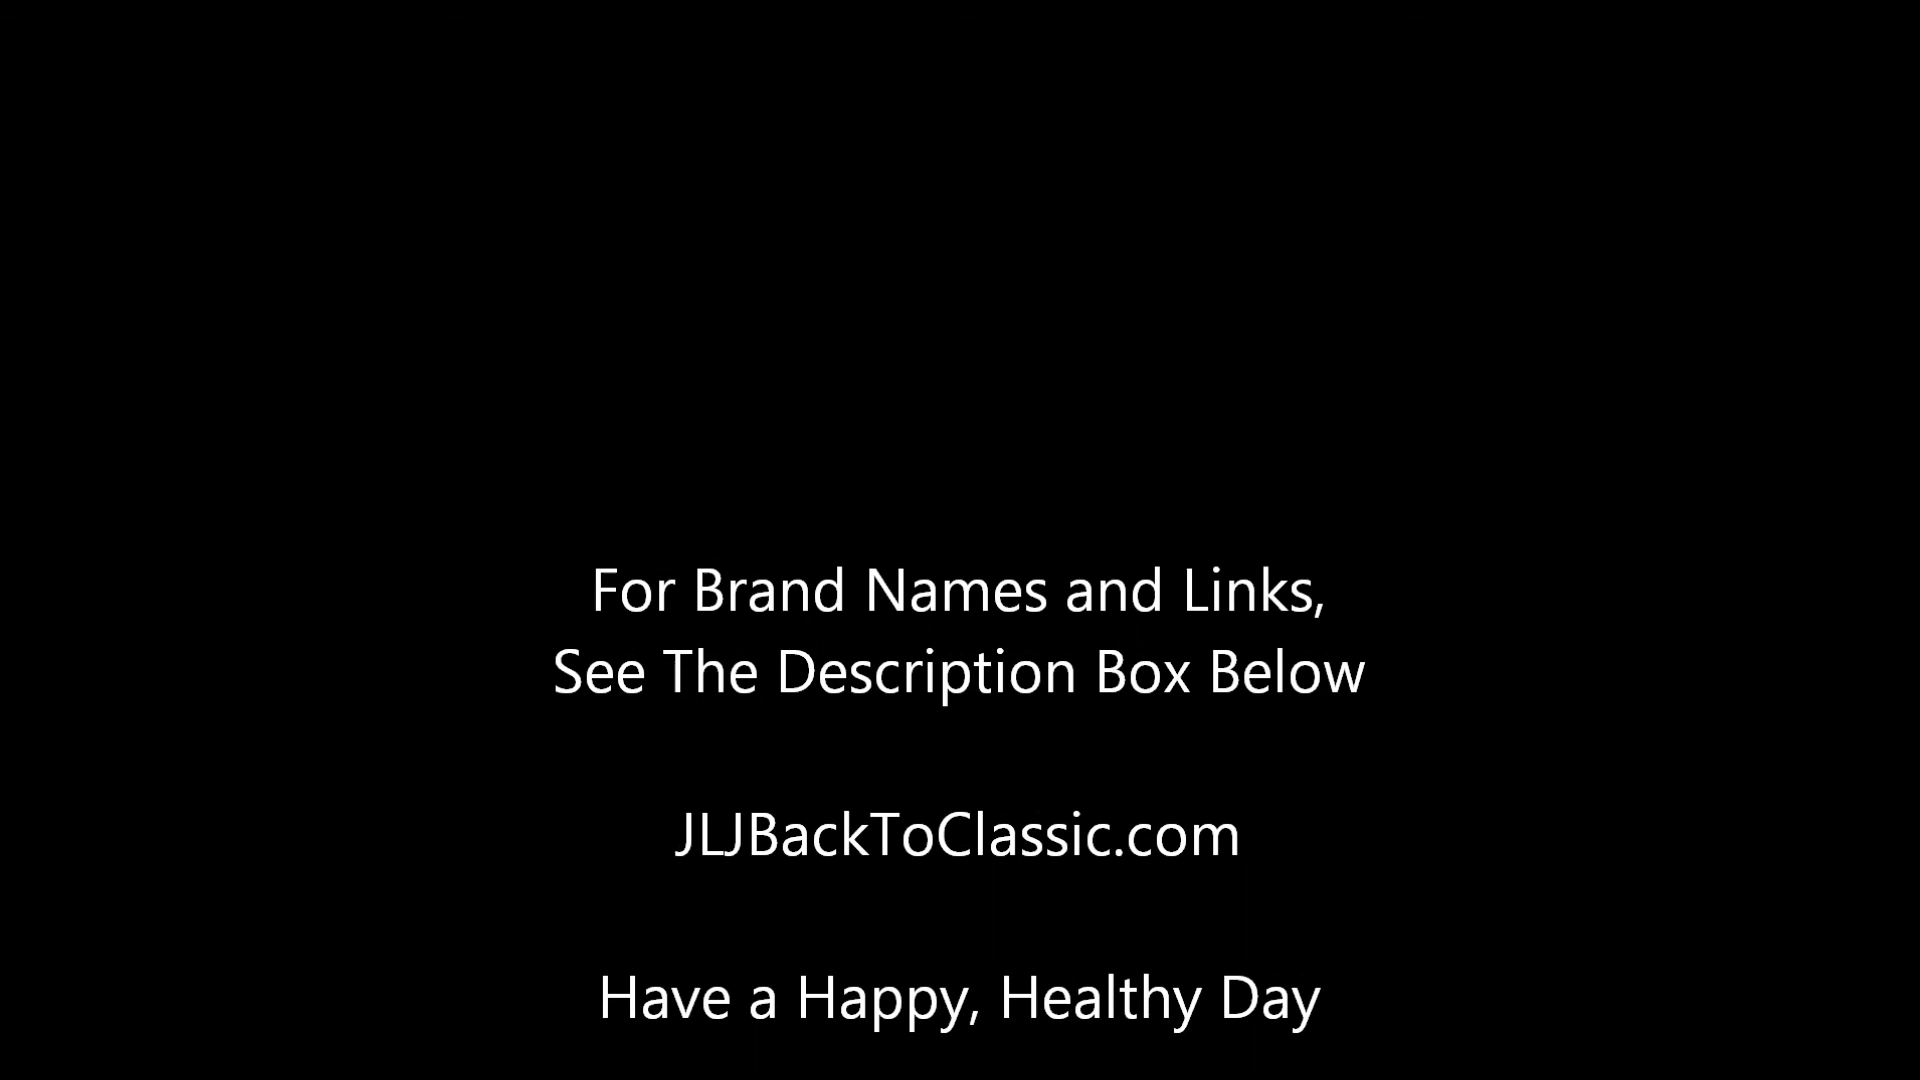 For Brand Names and Links,
See The Description Box Below
JLJBackToClassic.com
Have a Happy, Healthy Day